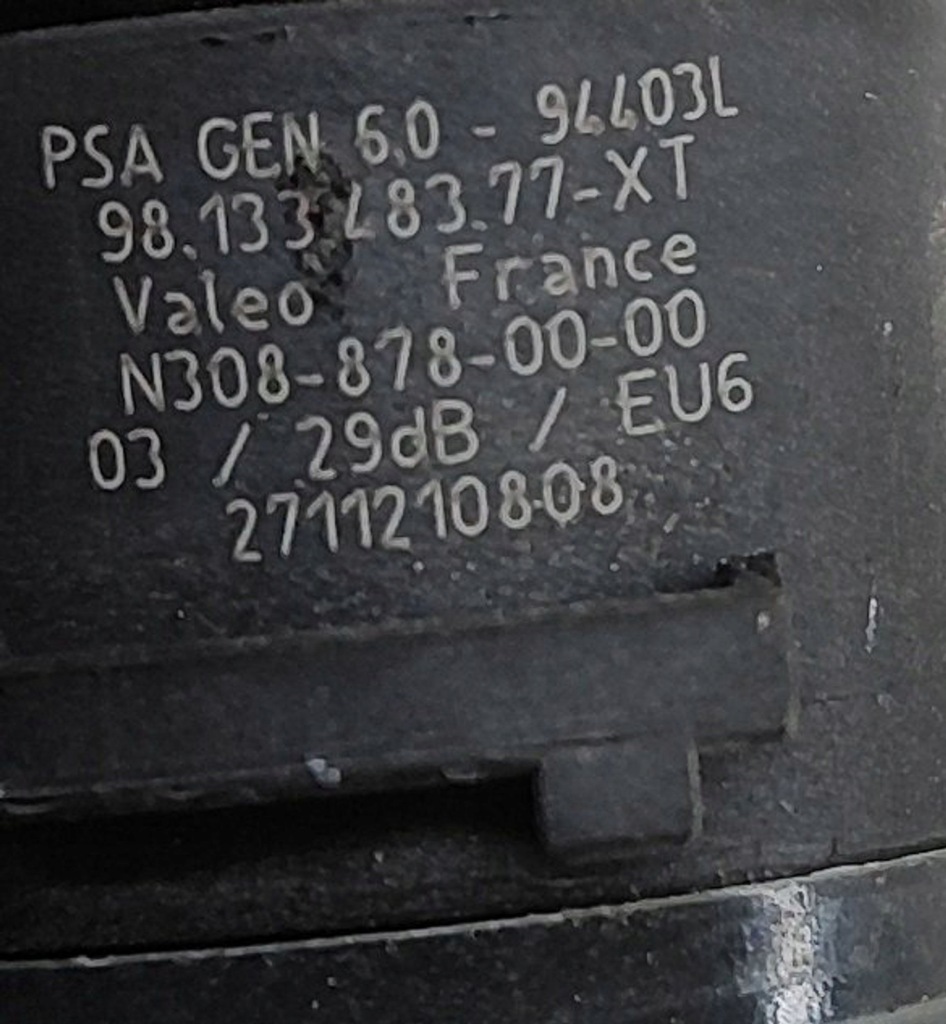 PSA GEN 6.0 - 94403L
98.133 483.77-XT
Valeo France
N308-878-00-00
03 / 29dB / EU6
2711210808